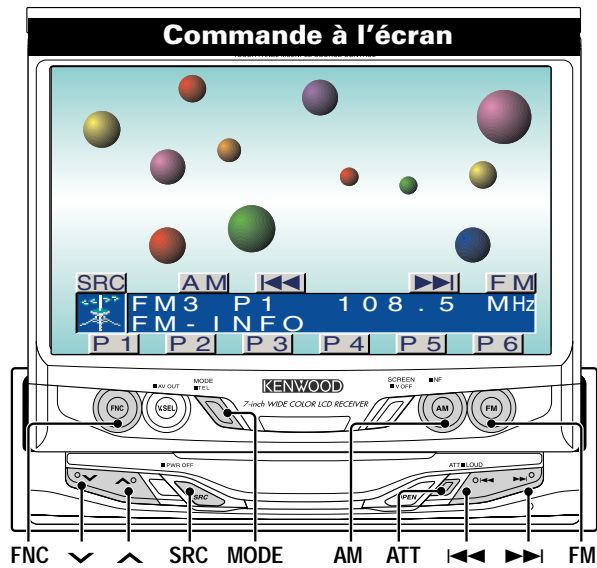 Commande à l'écran
SRC AM |◀◀ ▶▶| FM
FM3 P1 108.5 MHz
FM-INFO
P1 P2 P3 P4 P5 P6
■AV OUT MODE ■TEL KENWOOD SCREEN ■V OFF ■NF
FNC V.SEL 7-inch WIDE COLOR LCD RECEIVER AM FM
■PWR OFF ATT■LOUD
SRC OPEN |◀◀ ▶▶|
FNC SRC MODE AM ATT |◀◀ ▶▶| FM